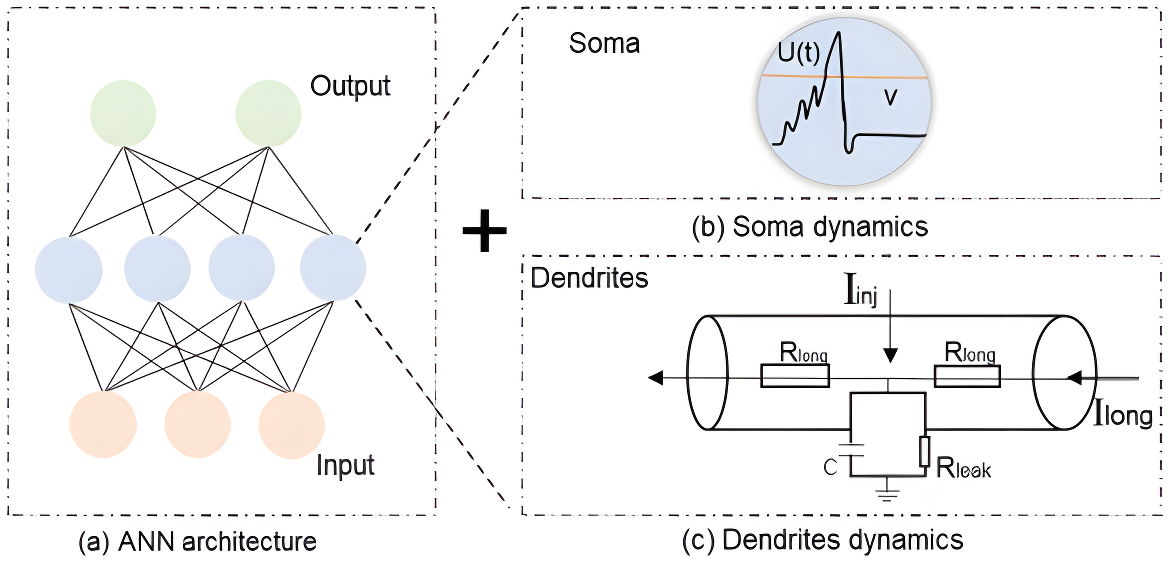 Output
Input
(a) ANN architecture
+
Soma
U(t)
v
(b) Soma dynamics
Dendrites
Iinj
Rlong
Rlong
Ilong
C
Rleak
(c) Dendrites dynamics